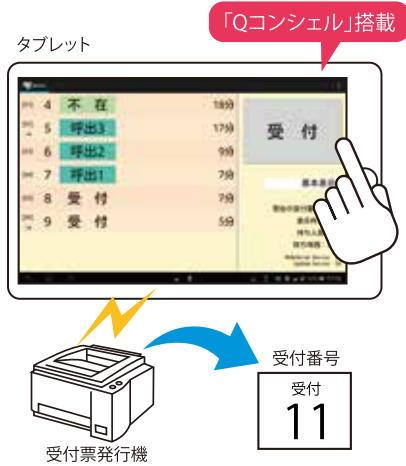 「Qコンシェル」搭載
タブレット
4 不在 18分
5 呼出3 17分
6 呼出2 9分
7 呼出1 7分
8 受付 7分
9 受付 5分
受付
受付番号
受付
11
受付票発行機